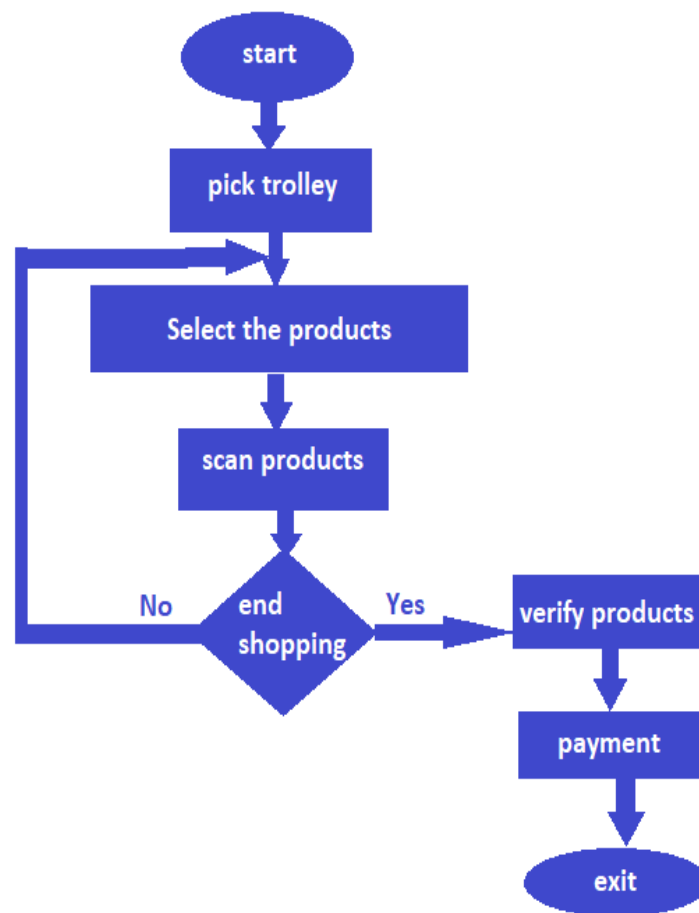 start
pick trolley
Select the products
scan products
No
end
shopping
Yes
verify products
payment
exit